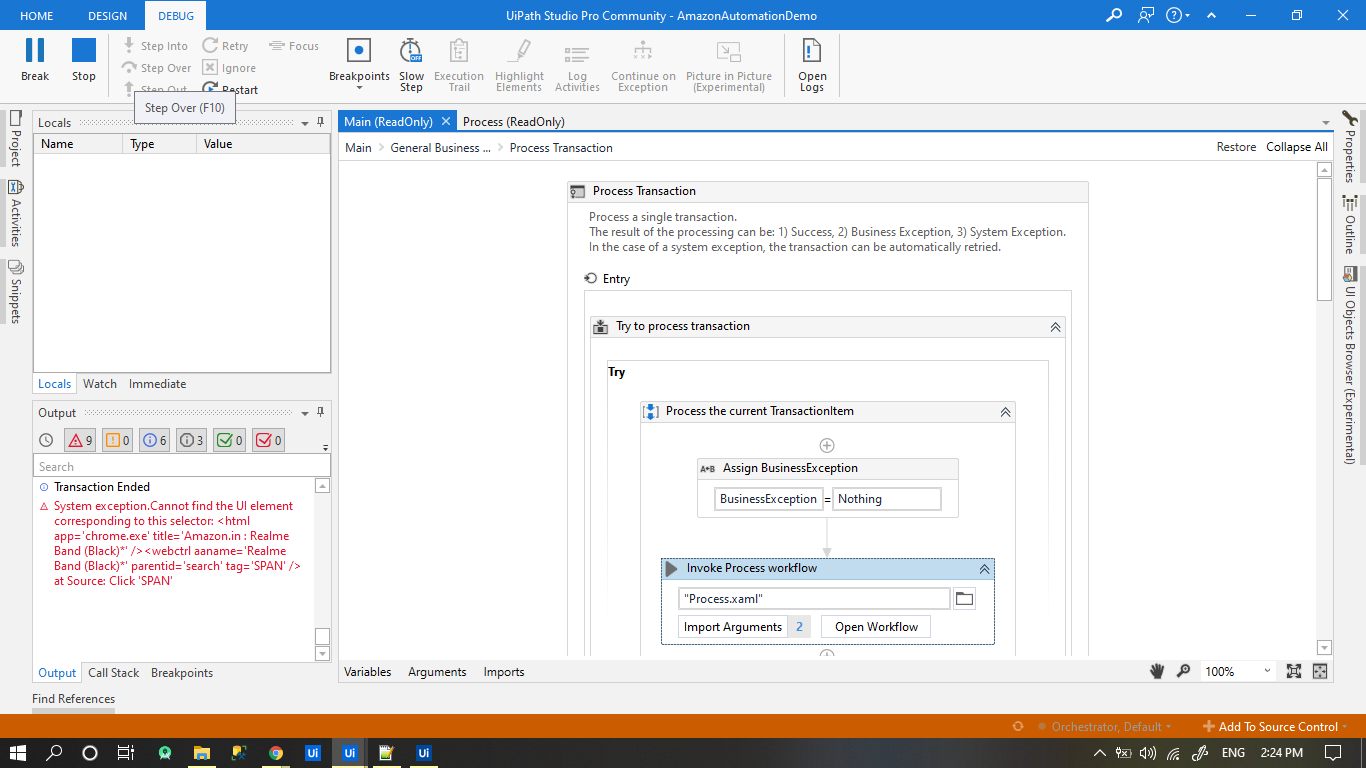 HOME DESIGN DEBUG UiPath Studio Pro Community - AmazonAutomationDemo
Break
Stop
Step Into
Step Over
Step Out
Retry
Ignore
Restart
Focus
Step Over (F10)
Breakpoints
Slow
Step
OFF
Execution
Trail
Highlight
Elements
Log
Activities
Continue on
Exception
Picture in Picture
(Experimental)
Open
Logs
Project
Activities
Snippets
Locals
Name Type Value
Locals Watch Immediate
Output
9 0 6 3 0 0
Search
Transaction Ended
System exception.Cannot find the UI element
corresponding to this selector: <html
app='chrome.exe' title='Amazon.in : Realme
Band (Black)*' /><webctrl aaname='Realme
Band (Black)*' parentid='search' tag='SPAN' />
at Source: Click 'SPAN'
Output Call Stack Breakpoints
Find References
Main (ReadOnly) Process (ReadOnly)
Main General Business ... Process Transaction
Restore Collapse All
Process Transaction
Process a single transaction.
The result of the processing can be: 1) Success, 2) Business Exception, 3) System Exception.
In the case of a system exception, the transaction can be automatically retried.
Entry
Try to process transaction
Try
Process the current TransactionItem
A*B Assign BusinessException
BusinessException = Nothing
Invoke Process workflow
"Process.xaml"
Import Arguments 2 Open Workflow
Variables Arguments Imports
100%
Properties
Outline
UI Objects Browser (Experimental)
Orchestrator, Default
Add To Source Control
Ui Ui Ui
ENG 2:24 PM